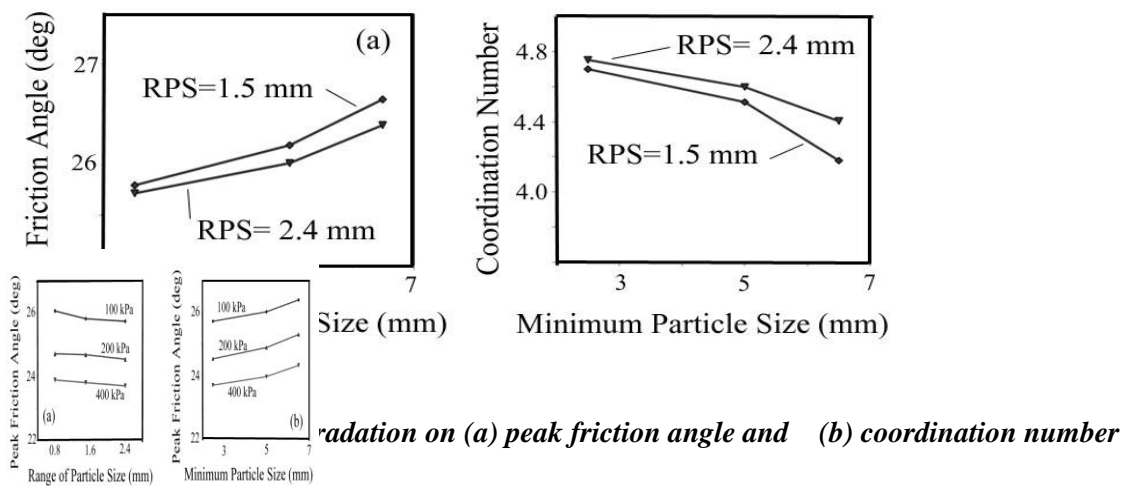 Friction Angle (deg)
27
26
(a)
RPS=1.5 mm
RPS= 2.4 mm
7
Size (mm)
Coordination Number
4.8
4.4
4.0
RPS= 2.4 mm
RPS=1.5 mm
3 5 7
Minimum Particle Size (mm)
Peak Friction Angle (deg)
26
24
22
100 kPa
200 kPa
400 kPa
(a)
0.8 1.6 2.4
Range of Particle Size (mm)
Peak Friction Angle (deg)
26
24
22
100 kPa
200 kPa
400 kPa
(b)
3 5 7
Minimum Particle Size (mm)
radation on (a) peak friction angle and (b) coordination number